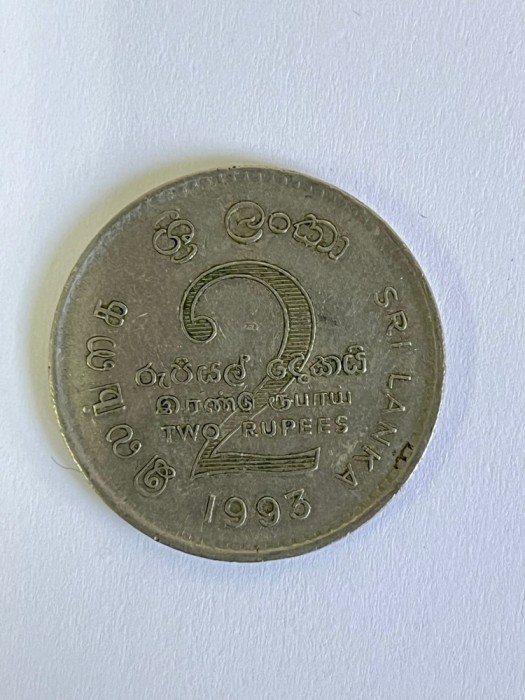 ශ්‍රී ලංකා
இலங்கை
SRI LANKA
2
රුපියල් දෙකයි
இரண்டு ரூபாய்
TWO RUPEES
1993